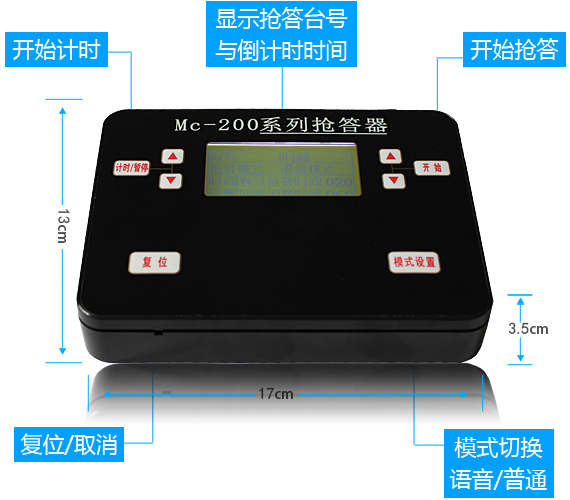 显示抢答台号
与倒计时时间
开始计时
开始抢答
Mc-200系列抢答器
计时/暂停
开始
复位
模式设置
13cm
3.5cm
17cm
复位/取消
模式切换
语音/普通